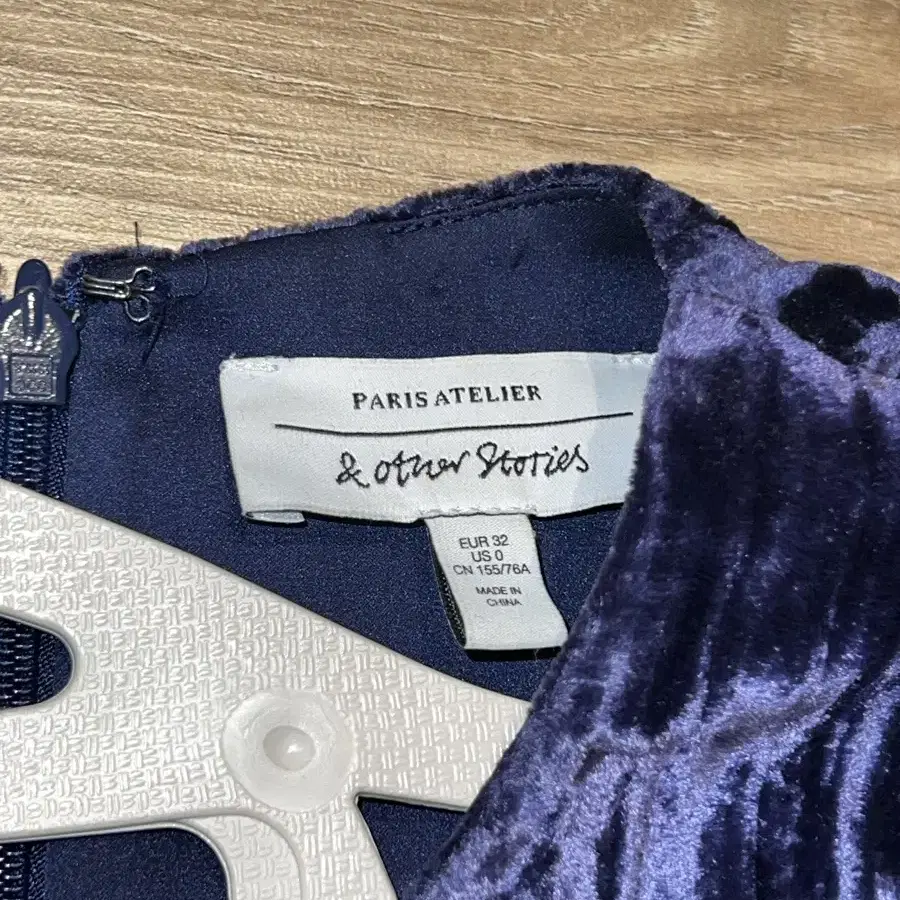 PARIS ATELIER
& other Stories
EUR 32
US 0
CN 155/76A
MADE IN
CHINA